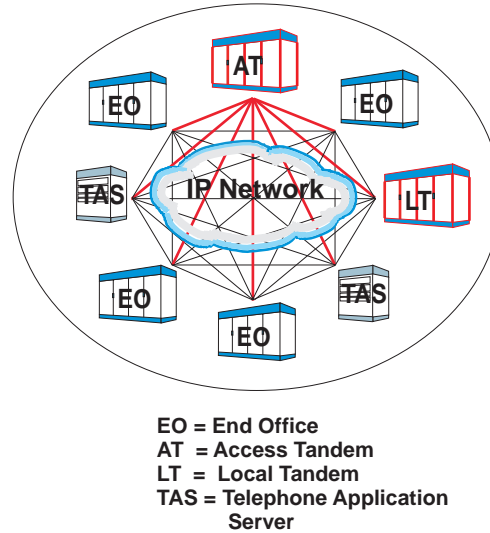 AT
EO
EO
TAS
IP Network
LT
EO
TAS
EO
EO = End Office
AT = Access Tandem
LT = Local Tandem
TAS = Telephone Application
Server